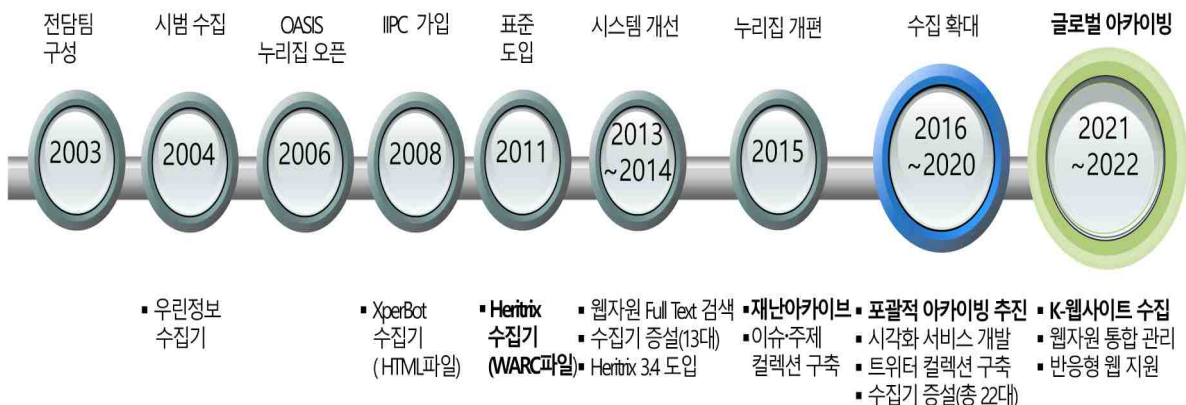 전담팀
구성
시범 수집
OASIS
누리집 오픈
IIPC 가입
표준
도입
시스템 개선
누리집 개편
수집 확대
글로벌 아카이빙
2003
2004
2006
2008
2011
2013
~2014
2015
2016
~2020
2021
~2022
▪ 우린정보
수집기
▪ XperBot
수집기
( HTML파일)
▪ Heritrix
수집기
(WARC파일)
▪ 웹자원 Full Text 검색
▪ 수집기 증설(13대)
▪ Heritrix 3.4 도입
▪ 재난아카이브
▪ 이슈·주제
컬렉션 구축
▪ 포괄적 아카이빙 추진
▪ 시각화 서비스 개발
▪ 트위터 컬렉션 구축
▪ 수집기 증설(총 22대)
▪ K-웹사이트 수집
▪ 웹자원 통합 관리
▪ 반응형 웹 지원